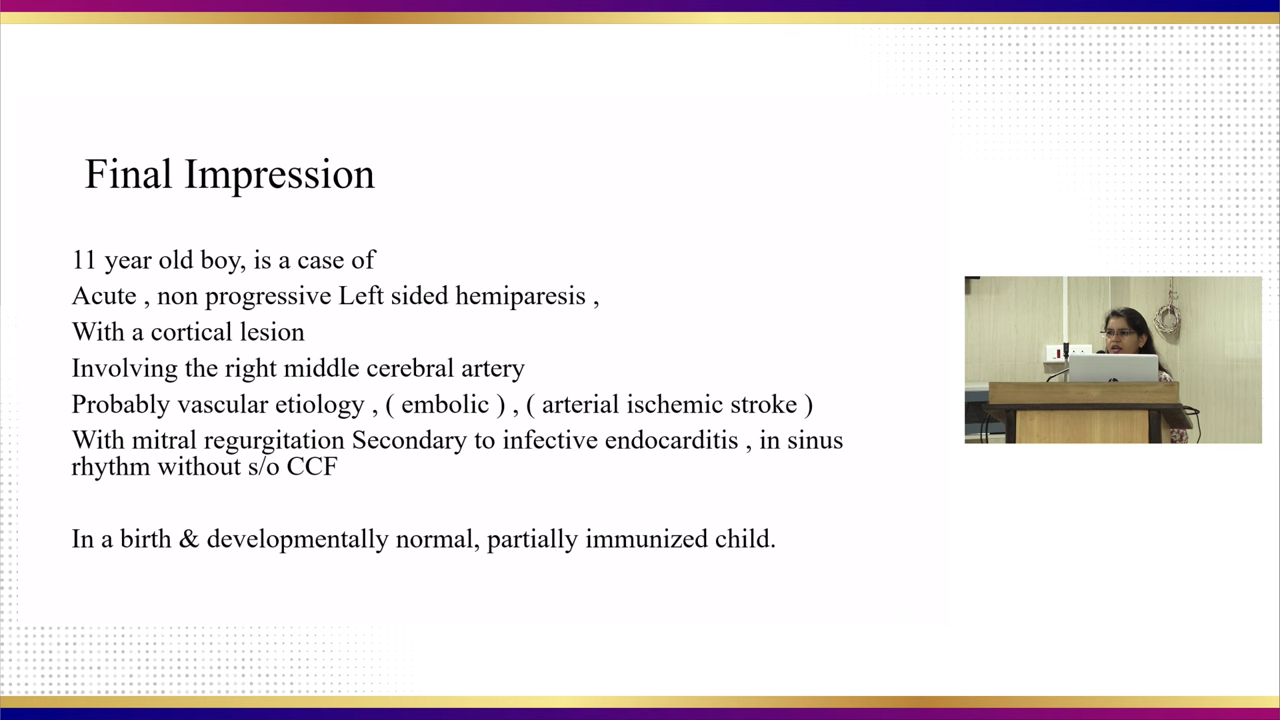 Final Impression
11 year old boy, is a case of
Acute , non progressive Left sided hemiparesis ,
With a cortical lesion
Involving the right middle cerebral artery
Probably vascular etiology , ( embolic ) , ( arterial ischemic stroke )
With mitral regurgitation Secondary to infective endocarditis , in sinus
rhythm without s/o CCF
In a birth & developmentally normal, partially immunized child.